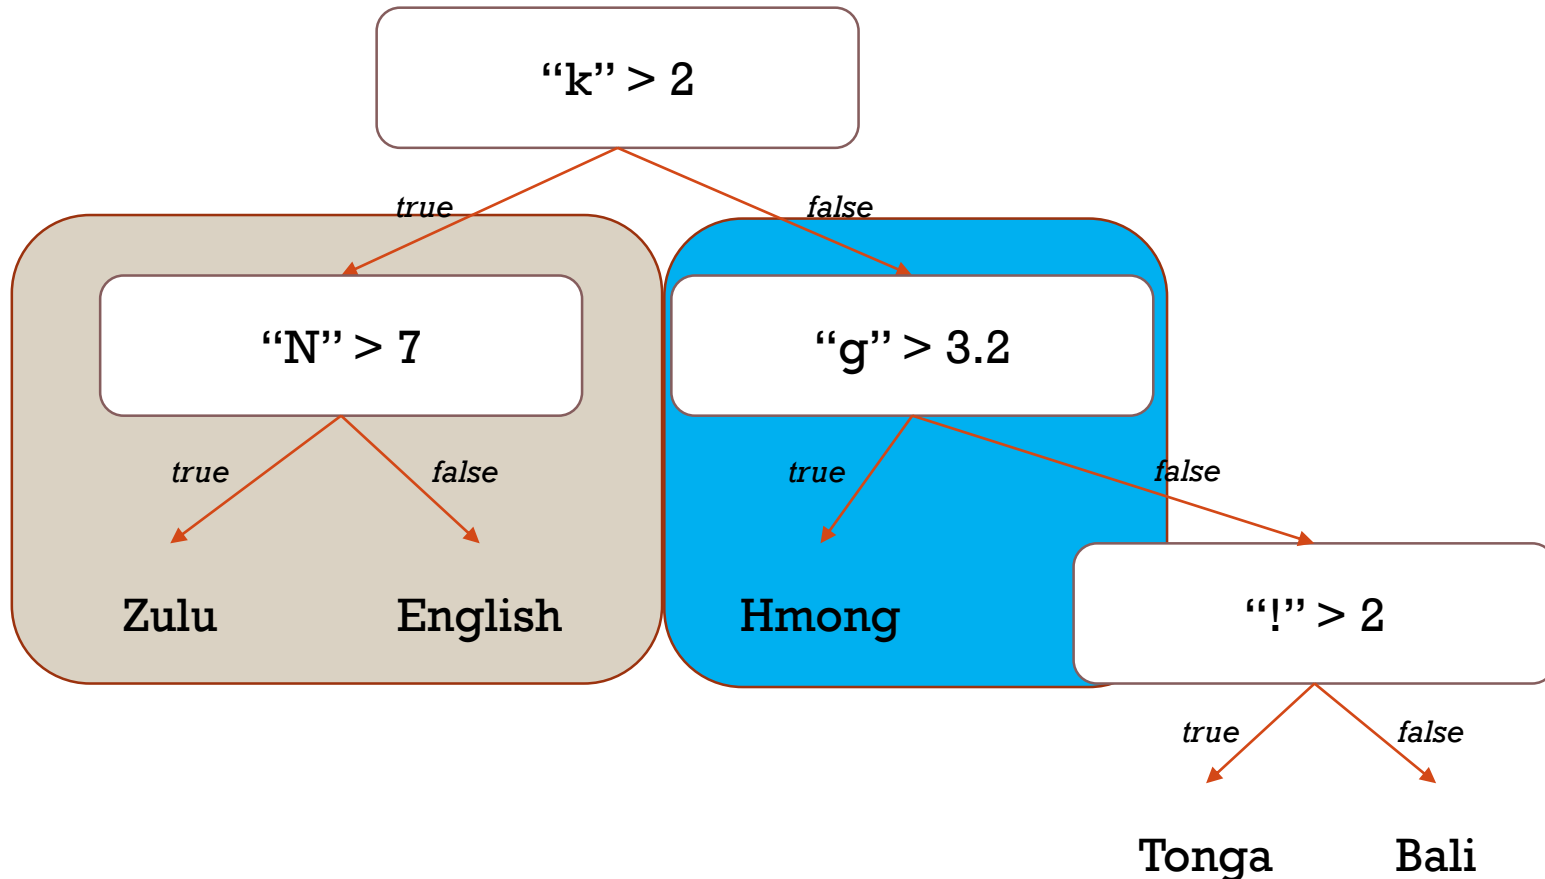 “k” > 2
true
false
“N” > 7
“g” > 3.2
true
false
true
false
Zulu
English
Hmong
“!” > 2
true
false
Tonga
Bali